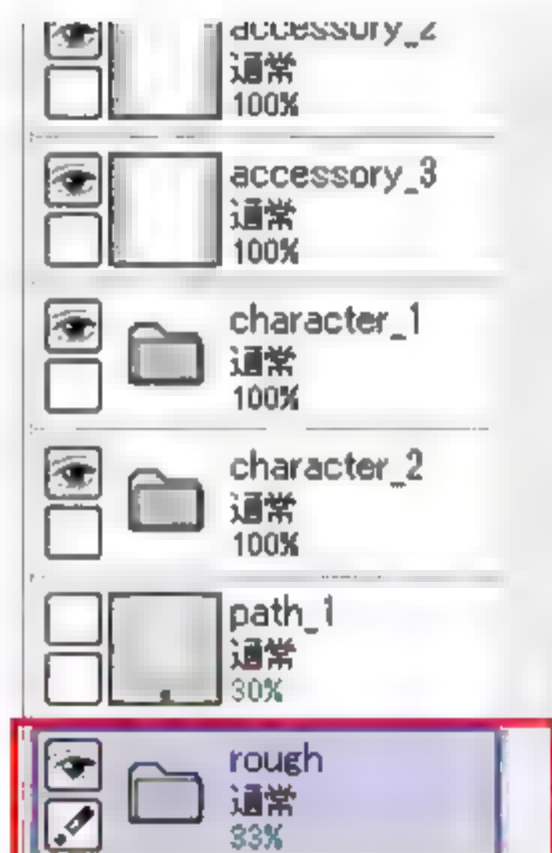 accessory_2
通常
100%
accessory_3
通常
100%
character_1
通常
100%
character_2
通常
100%
path_1
通常
30%
rough
通常
33%